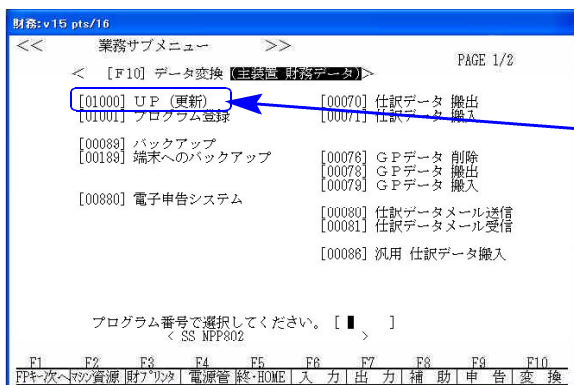 財務:v15 pts/16
<< 業務サブメニュー >>
PAGE 1/2
< [F10] データ変換 (主装置 財務データ)>
[01000] UP (更新) [00070] 仕訳データ 搬出
[01001] プログラム登録 [00071] 仕訳データ 搬入
[00089] バックアップ
[00189] 端末へのバックアップ [00076] GPデータ 削除
[00078] GPデータ 搬出
[00079] GPデータ 搬入
[00880] 電子申告システム
[00080] 仕訳データメール送信
[00081] 仕訳データメール受信
[00086] 汎用 仕訳データ搬入
プログラム番号で選択してください。 [ ]
< SS NPP802 >
F1 F2 F3 F4 F5 F6 F7 F8 F9 F10
FPキー次へ マシン資源 財プリンタ 電源管 終・HOME 入 力 出 力 補 助 申 告 変 換